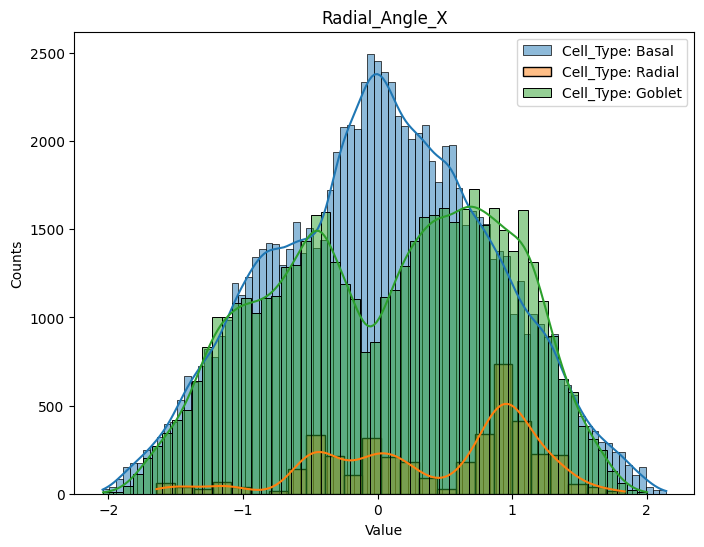 Radial_Angle_X
Cell_Type: Basal
Cell_Type: Radial
Cell_Type: Goblet
2500
2000
1500
1000
500
0
Counts
−2
−1
0
1
2
Value